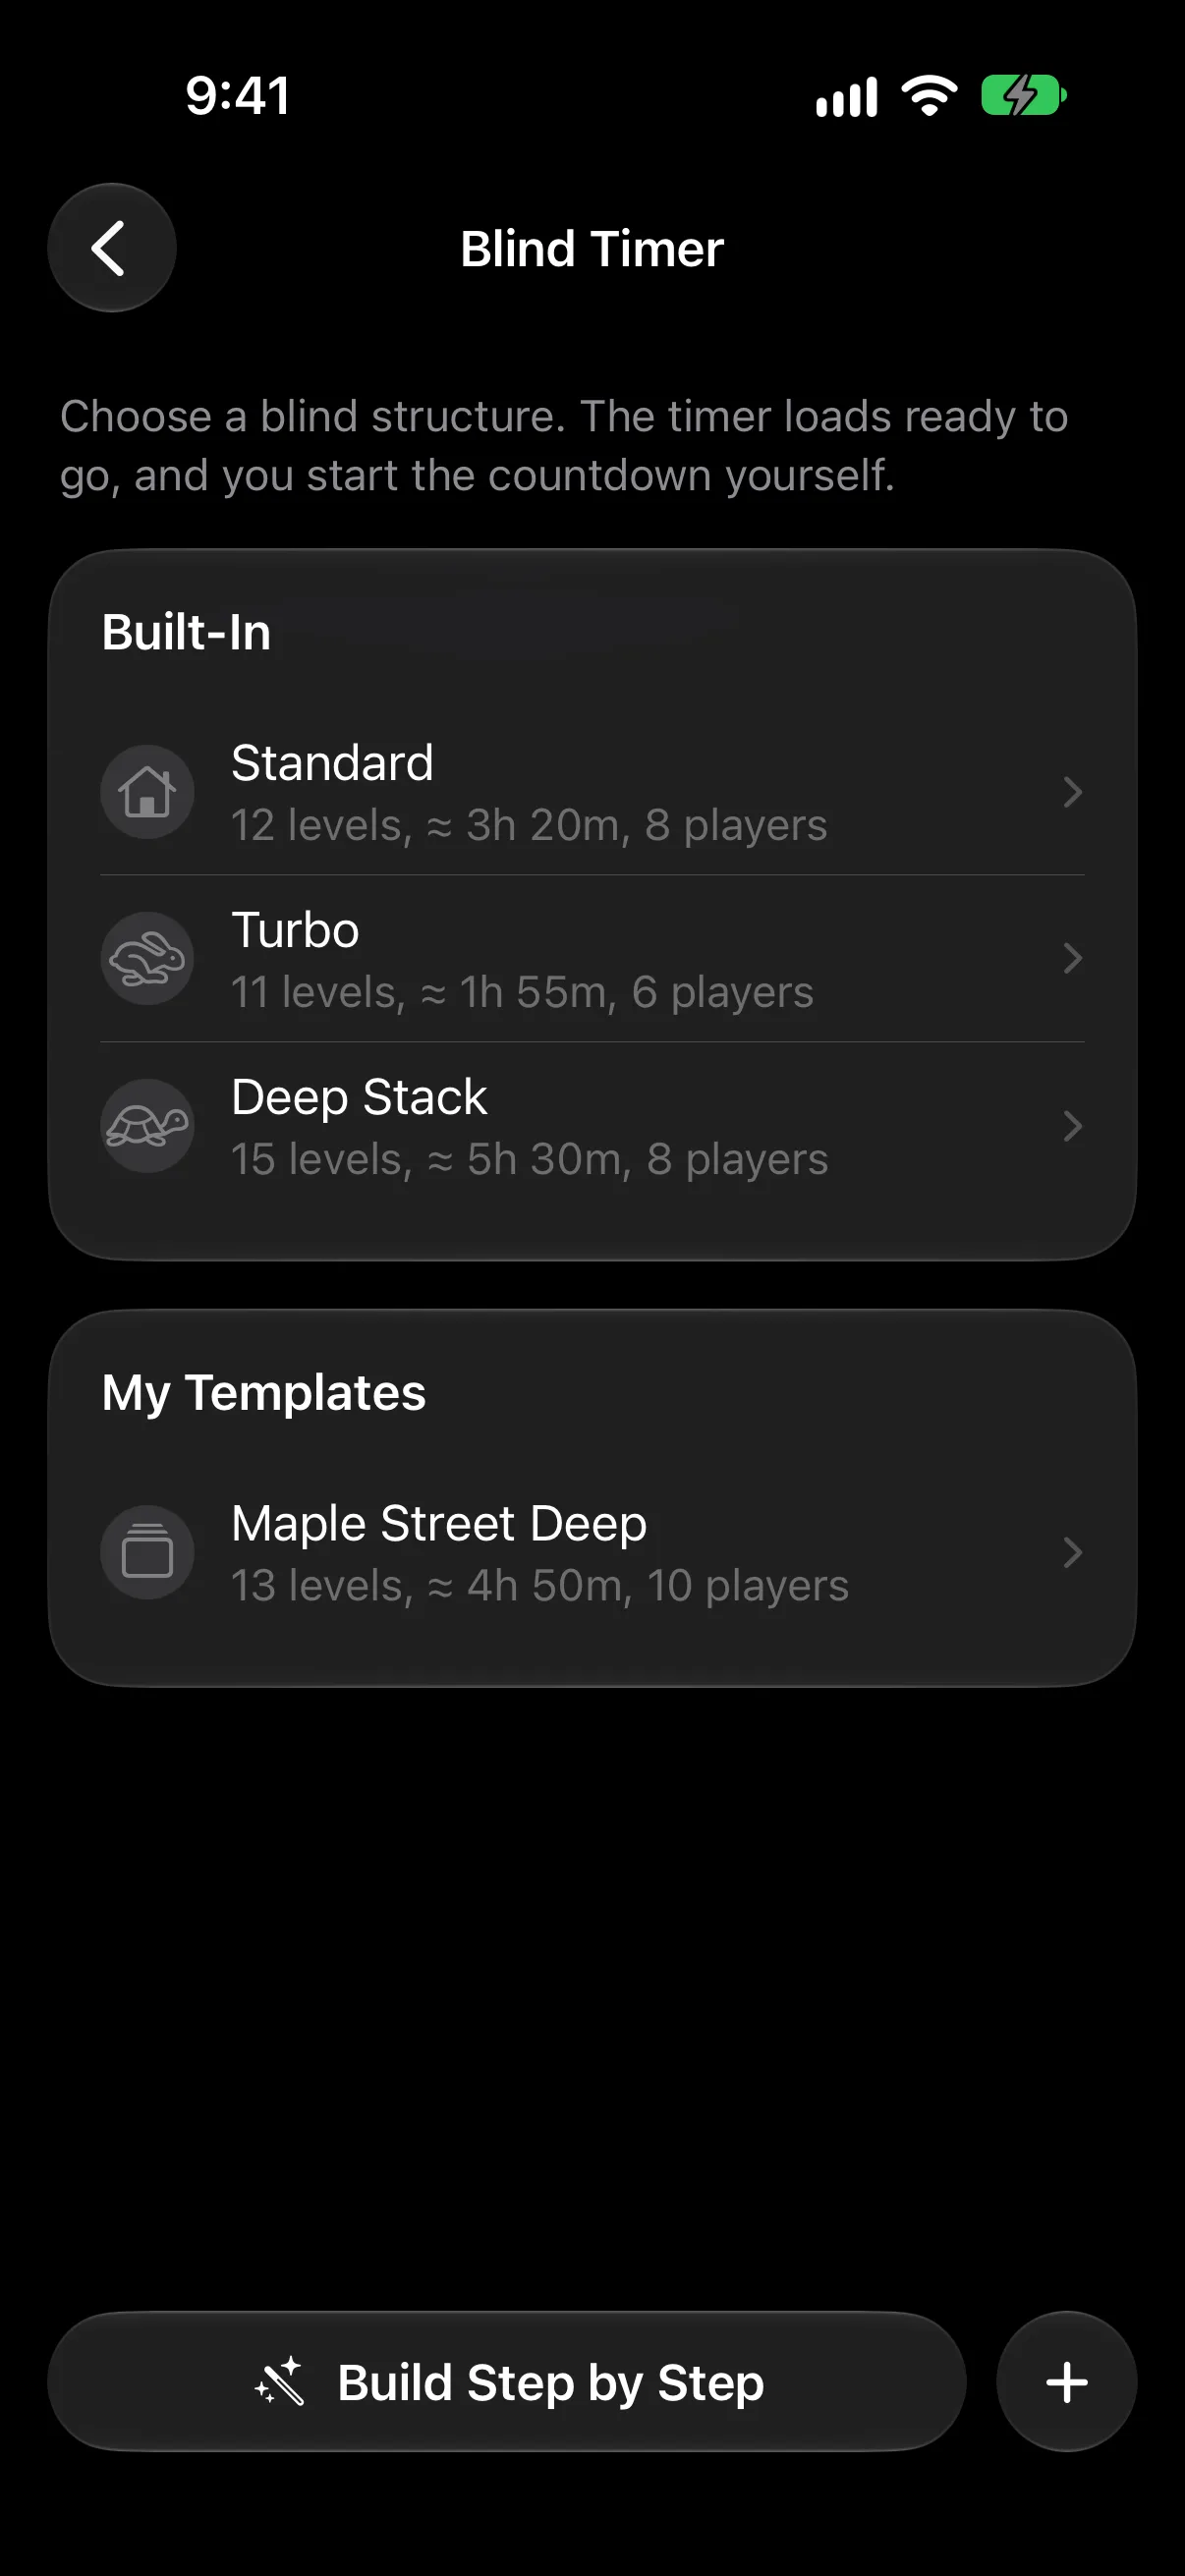 9:41
Blind Timer
Choose a blind structure. The timer loads ready to
go, and you start the countdown yourself.
Built-In
Standard
12 levels, ≈ 3h 20m, 8 players
Turbo
11 levels, ≈ 1h 55m, 6 players
Deep Stack
15 levels, ≈ 5h 30m, 8 players
My Templates
Maple Street Deep
13 levels, ≈ 4h 50m, 10 players
Build Step by Step